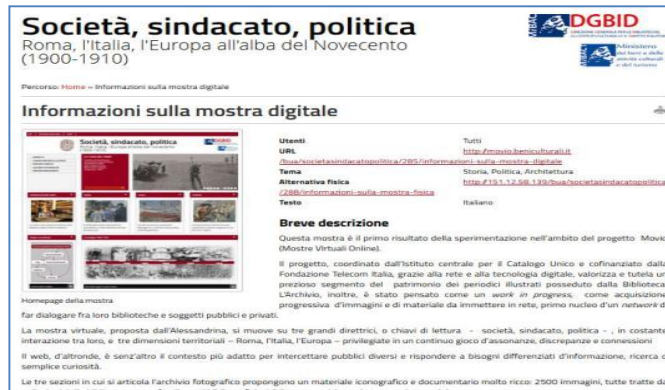 Società, sindacato, politica
Roma, l'Italia, l'Europa all'alba del Novecento
(1900-1910)
DGBID
MiBAC
Ministero
dei beni e delle
attività culturali
e del turismo
Percorso: Home » Informazioni sulla mostra digitale
Informazioni sulla mostra digitale
Società, sindacato, politica
Homepage della mostra
Utenti Tutti
URL http://movio.beniculturali.it
/bua/societasindacatopolitica/285/informazioni-sulla-mostra-digitale
Tema Storia, Politica, Architettura
Alternativa fisica http://151.12.58.139/bua/societasindacatopolitica
/288/informazioni-sulla-mostra-fisica
Testo Italiano
Breve descrizione
Questa mostra è il primo risultato della sperimentazione nell'ambito del progetto Movio
(Mostre Virtuali Online).
Il progetto, coordinato dall'Istituto centrale per il Catalogo Unico e cofinanziato dalla
Fondazione Telecom Italia, grazie alla rete e alla tecnologia digitale, valorizza e tutela un
prezioso segmento del patrimonio dei periodici illustrati posseduto dalla Biblioteca.
L'Archivio, inoltre, è stato pensato come un work in progress, come acquisizione
progressiva d'immagini e di materiale da immettere in rete, primo nucleo d'un network di
far dialogare fra loro biblioteche e soggetti pubblici e privati.
La mostra virtuale, proposta dall'Alessandrina, si muove su tre grandi direttrici, o chiavi di lettura - società, sindacato, politica - , in costante
interazione tra loro, e tre dimensioni territoriali – Roma, l'Italia, l'Europa – privilegiate in un continuo gioco d'assonanze, discrepanze e connessioni
Il web, d'altronde, è senz'altro il contesto più adatto per intercettare pubblici diversi e rispondere a bisogni differenziati d'informazione, ricerca o
semplice curiosità.
Le tre sezioni in cui si articola l'archivio fotografico propongono un materiale iconografico e documentario molto ricco: 2500 immagini, tutte tratte da